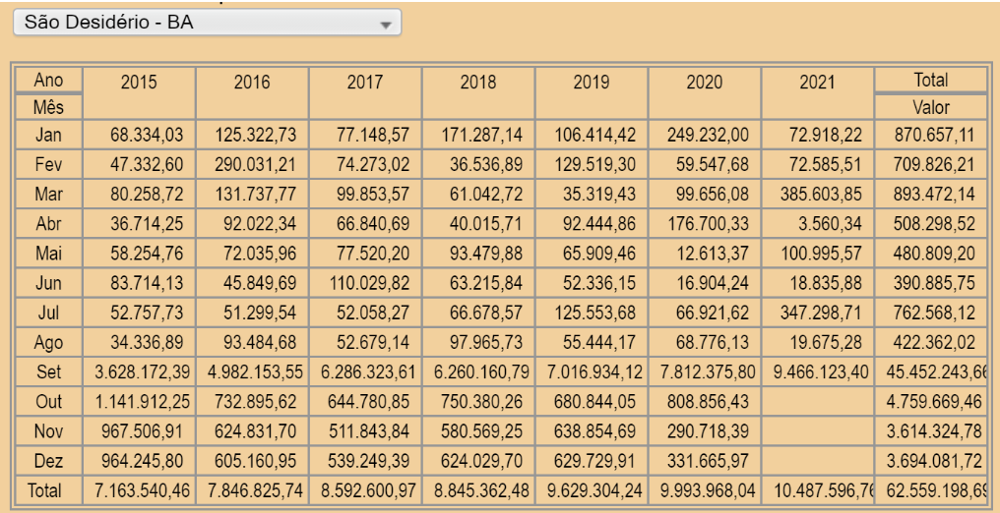 São Desidério - BA
Ano 2015 2016 2017 2018 2019 2020 2021 Total
Mês Valor
Jan 68.334,03 125.322,73 77.148,57 171.287,14 106.414,42 249.232,00 72.918,22 870.657,11
Fev 47.332,60 290.031,21 74.273,02 36.536,89 129.519,30 59.547,68 72.585,51 709.826,21
Mar 80.258,72 131.737,77 99.853,57 61.042,72 35.319,43 99.656,08 385.603,85 893.472,14
Abr 36.714,25 92.022,34 66.840,69 40.015,71 92.444,86 176.700,33 3.560,34 508.298,52
Mai 58.254,76 72.035,96 77.520,20 93.479,88 65.909,46 12.613,37 100.995,57 480.809,20
Jun 83.714,13 45.849,69 110.029,82 63.215,84 52.336,15 16.904,24 18.835,88 390.885,75
Jul 52.757,73 51.299,54 52.058,27 66.678,57 125.553,68 66.921,62 347.298,71 762.568,12
Ago 34.336,89 93.484,68 52.679,14 97.965,73 55.444,17 68.776,13 19.675,28 422.362,02
Set 3.628.172,39 4.982.153,55 6.286.323,61 6.260.160,79 7.016.934,12 7.812.375,80 9.466.123,40 45.452.243,66
Out 1.141.912,25 732.895,62 644.780,85 750.380,26 680.844,05 808.856,43 4.759.669,46
Nov 967.506,91 624.831,70 511.843,84 580.569,25 638.854,69 290.718,39 3.614.324,78
Dez 964.245,80 605.160,95 539.249,39 624.029,70 629.729,91 331.665,97 3.694.081,72
Total 7.163.540,46 7.846.825,74 8.592.600,97 8.845.362,48 9.629.304,24 9.993.968,04 10.487.596,76 62.559.198,69